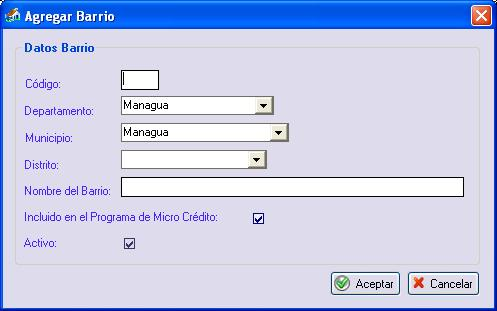 Agregar Barrio
Datos Barrio
Código:
Departamento: Managua
Municipio: Managua
Distrito:
Nombre del Barrio:
Incluido en el Programa de Micro Crédito:
Activo:
Aceptar Cancelar